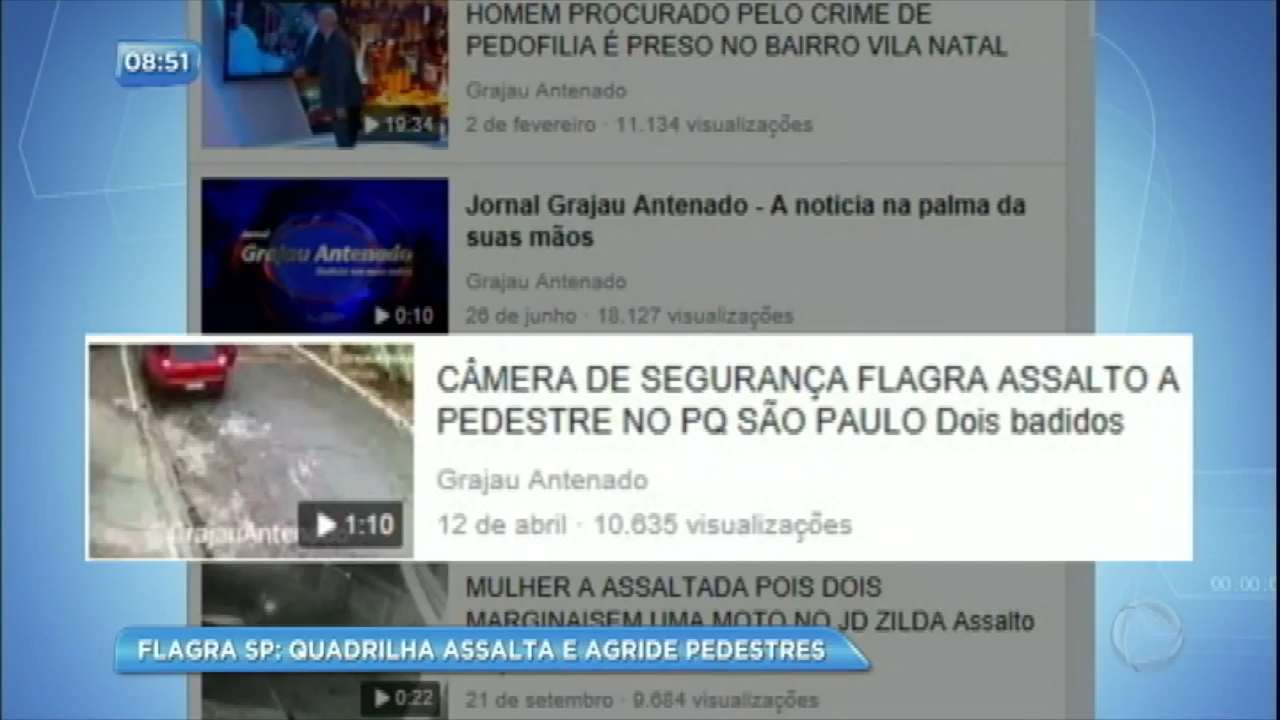 08:51
HOMEM PROCURADO PELO CRIME DE
PEDOFILIA É PRESO NO BAIRRO VILA NATAL
Grajau Antenado
2 de fevereiro · 11.134 visualizações
19:34
Jornal Grajau Antenado - A noticia na palma da
suas mãos
Grajau Antenado
26 de junho · 18.127 visualizações
Jornal
Grajau Antenado
0:10
CÂMERA DE SEGURANÇA FLAGRA ASSALTO A
PEDESTRE NO PQ SÃO PAULO Dois badidos
Grajau Antenado
12 de abril · 10.635 visualizações
GrajauAnten
1:10
MULHER A ASSALTADA POIS DOIS
MARGINAISEM UMA MOTO NO JD ZILDA Assalto
FLAGRA SP: QUADRILHA ASSALTA E AGRIDE PEDESTRES
0:22
21 de setembro · 9.684 visualizações